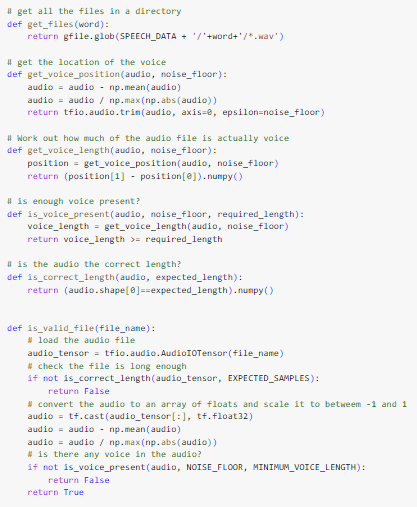 # get all the files in a directory
def get_files(word):
    return gfile.glob(SPEECH_DATA + '/'+word+'/*.wav')

# get the location of the voice
def get_voice_position(audio, noise_floor):
    audio = audio - np.mean(audio)
    audio = audio / np.max(np.abs(audio))
    return tfio.audio.trim(audio, axis=0, epsilon=noise_floor)

# Work out how much of the audio file is actually voice
def get_voice_length(audio, noise_floor):
    position = get_voice_position(audio, noise_floor)
    return (position[1] - position[0]).numpy()

# is enough voice present?
def is_voice_present(audio, noise_floor, required_length):
    voice_length = get_voice_length(audio, noise_floor)
    return voice_length >= required_length

# is the audio the correct length?
def is_correct_length(audio, expected_length):
    return (audio.shape[0]==expected_length).numpy()


def is_valid_file(file_name):
    # load the audio file
    audio_tensor = tfio.audio.AudioIOTensor(file_name)
    # check the file is long enough
    if not is_correct_length(audio_tensor, EXPECTED_SAMPLES):
        return False
    # convert the audio to an array of floats and scale it to betweem -1 and 1
    audio = tf.cast(audio_tensor[:], tf.float32)
    audio = audio - np.mean(audio)
    audio = audio / np.max(np.abs(audio))
    # is there any voice in the audio?
    if not is_voice_present(audio, NOISE_FLOOR, MINIMUM_VOICE_LENGTH):
        return False
    return True